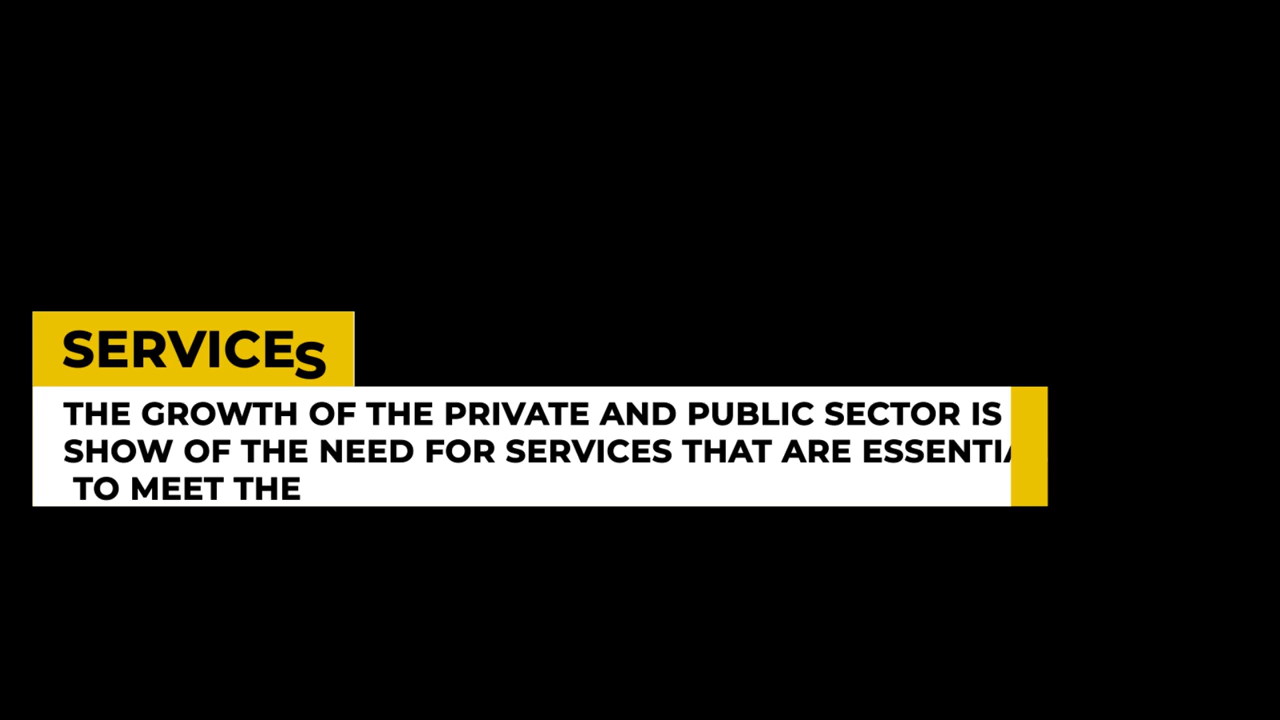 SERVICES
THE GROWTH OF THE PRIVATE AND PUBLIC SECTOR IS
SHOW OF THE NEED FOR SERVICES THAT ARE
TO MEET THE